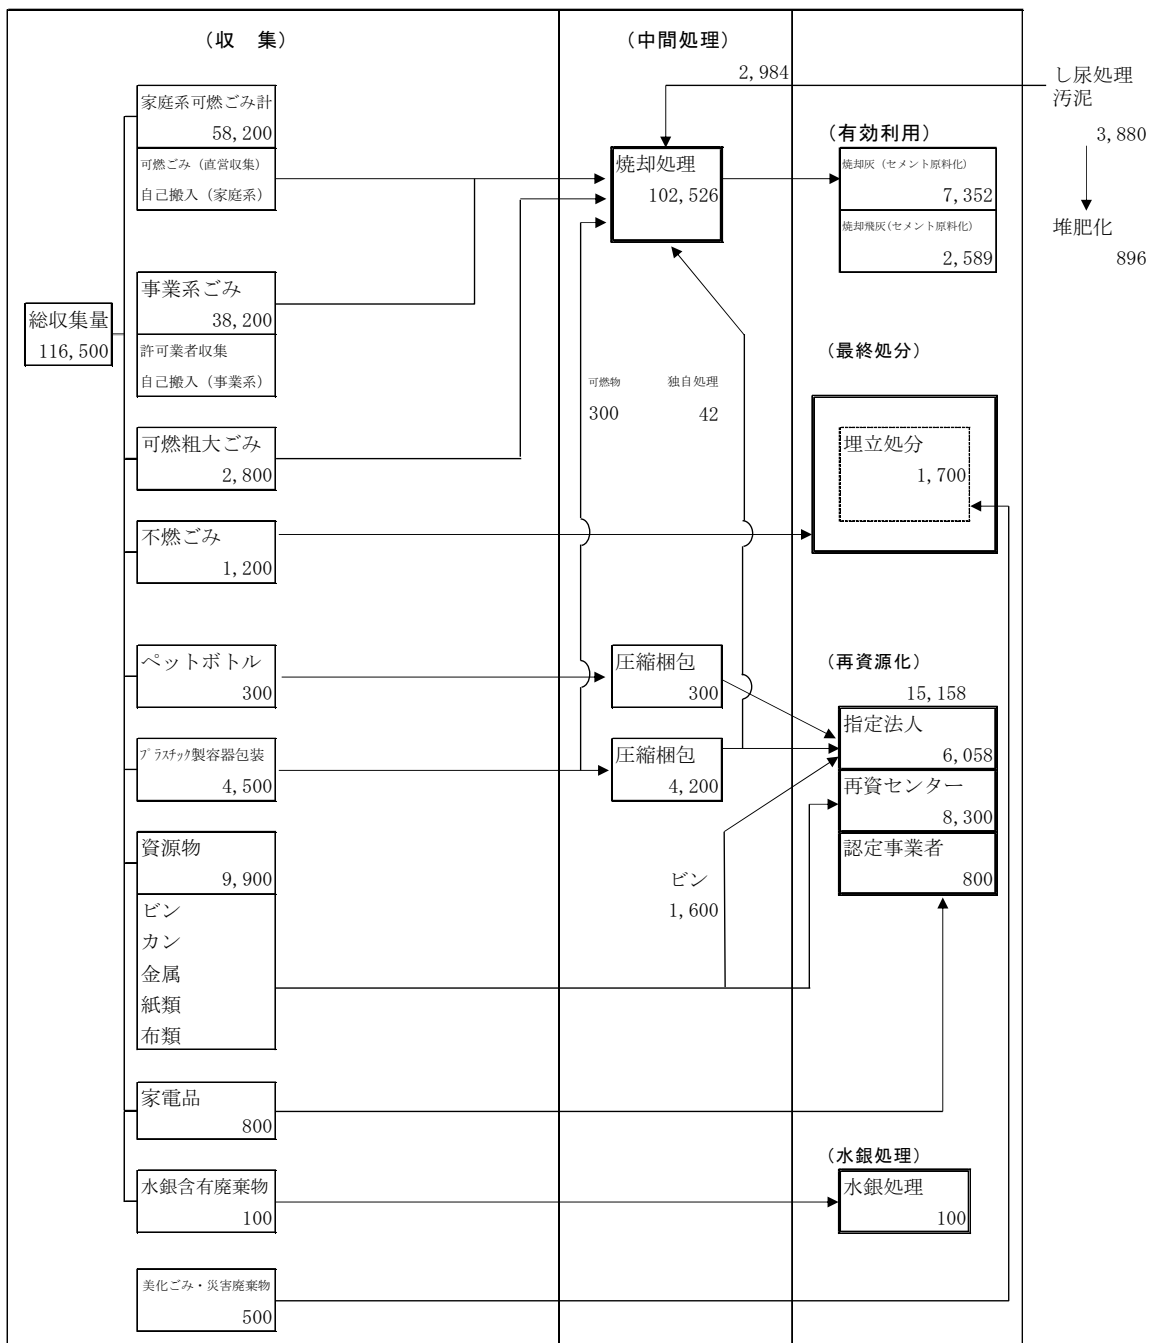 （収　集）
（中間処理）
2,984
し尿処理
汚泥
3,880
堆肥化
896
家庭系可燃ごみ計
58,200
可燃ごみ（直営収集）
自己搬入（家庭系）
焼却処理
102,526
（有効利用）
焼却灰（セメント原料化）
7,352
焼却飛灰(セメント原料化)
2,589
総収集量
116,500
事業系ごみ
38,200
許可業者収集
自己搬入（事業系）
可燃物
300
独自処理
42
（最終処分）
埋立処分
1,700
可燃粗大ごみ
2,800
不燃ごみ
1,200
ペットボトル
300
圧縮梱包
300
（再資源化）
15,158
指定法人
6,058
再資センター
8,300
認定事業者
800
ﾌﾟﾗｽﾁｯｸ製容器包装
4,500
圧縮梱包
4,200
資源物
9,900
ビン
カン
金属
紙類
布類
ビン
1,600
家電品
800
水銀含有廃棄物
100
（水銀処理）
水銀処理
100
美化ごみ・災害廃棄物
500